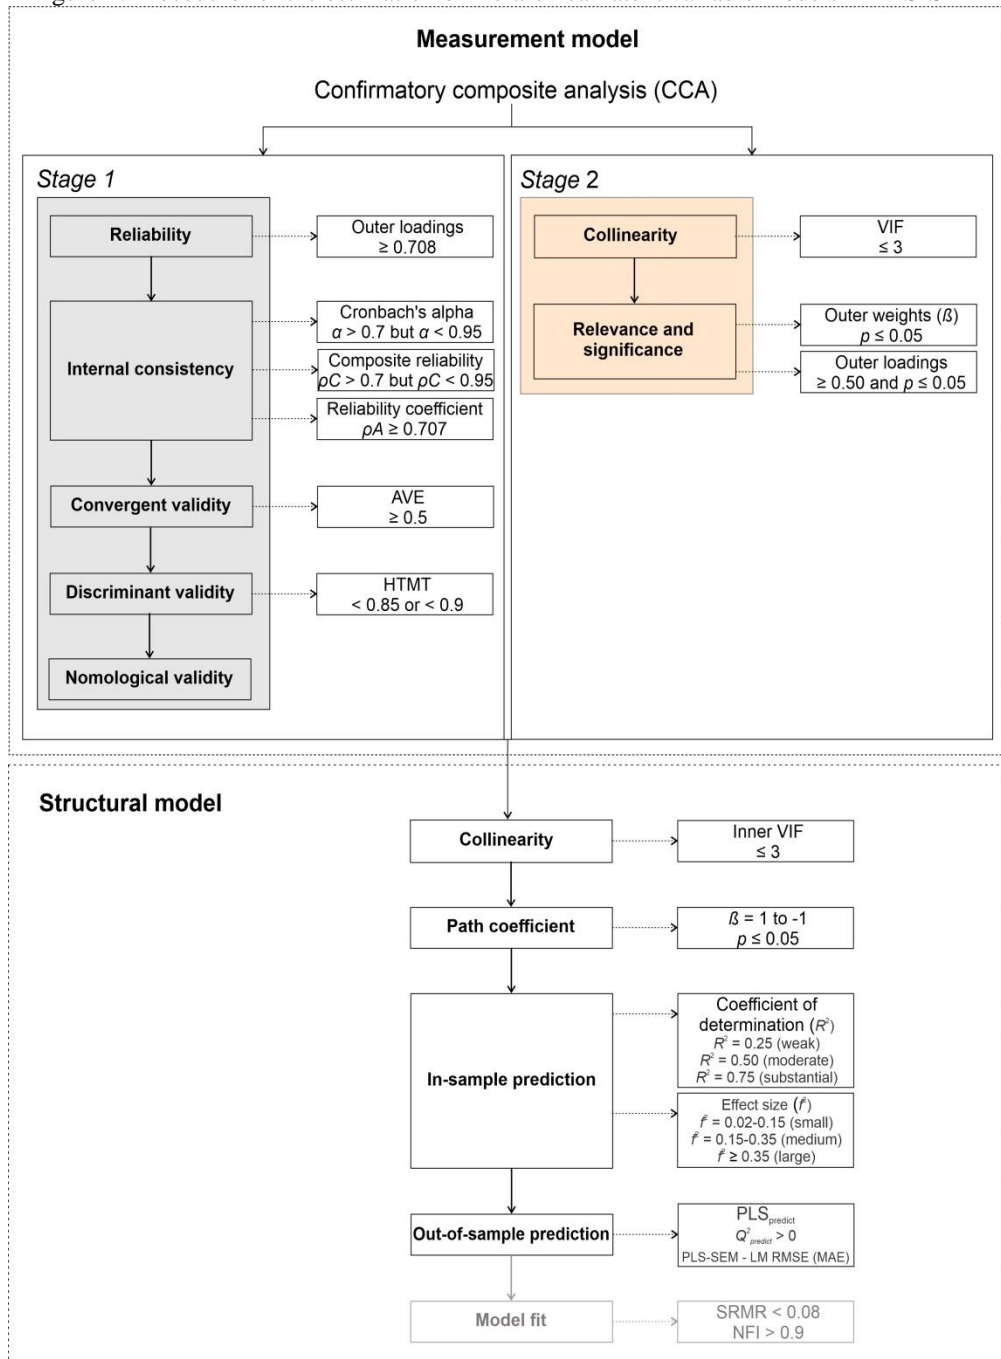 Measurement model
Confirmatory composite analysis (CCA)
Stage 1
Reliability
Outer loadings
≥ 0.708
Internal consistency
Cronbach's alpha
α > 0.7 but α < 0.95
Composite reliability
ρC > 0.7 but ρC < 0.95
Reliability coefficient
ρA ≥ 0.707
Convergent validity
AVE
≥ 0.5
Discriminant validity
HTMT
< 0.85 or < 0.9
Nomological validity
Stage 2
Collinearity
VIF
≤ 3
Relevance and
significance
Outer weights (ß)
p ≤ 0.05
Outer loadings
≥ 0.50 and p ≤ 0.05
Structural model
Collinearity
Inner VIF
≤ 3
Path coefficient
ß = 1 to -1
p ≤ 0.05
In-sample prediction
Coefficient of
determination (R²)
R² = 0.25 (weak)
R² = 0.50 (moderate)
R² = 0.75 (substantial)
Effect size (f²)
f² = 0.02-0.15 (small)
f² = 0.15-0.35 (medium)
f² ≥ 0.35 (large)
Out-of-sample prediction
PLSpredict
Q²predict > 0
PLS-SEM - LM RMSE (MAE)
Model fit
SRMR < 0.08
NFI > 0.9